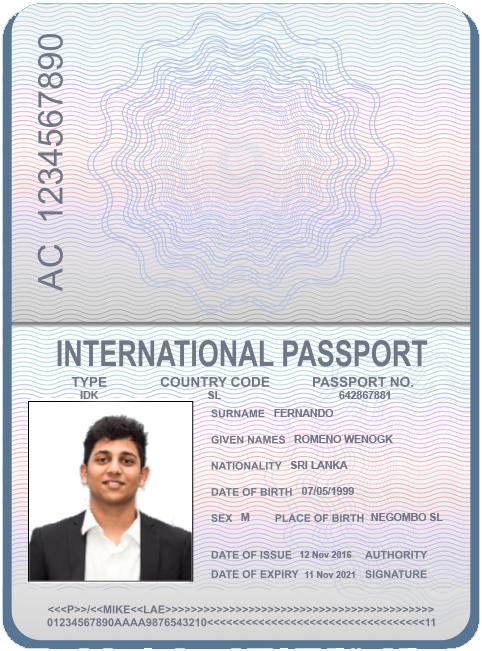 AC 1234567890
INTERNATIONAL PASSPORT
TYPE COUNTRY CODE PASSPORT NO.
IDK SL 642867881
SURNAME FERNANDO
GIVEN NAMES ROMENO WENOGK
NATIONALITY SRI LANKA
DATE OF BIRTH 07/05/1999
SEX M PLACE OF BIRTH NEGOMBO SL
DATE OF ISSUE 12 Nov 2016 AUTHORITY
DATE OF EXPIRY 11 Nov 2021 SIGNATURE
<<<P>>/<<MIKE<<LAE>>>>>>>>>>>>>>>>>>>>>>>>>>>>>>>>>>>>>>>>>>
01234567890AAAA9876543210<<<<<<<<<<<<<<<<<<<<<<<<<<<<<<<<<<11